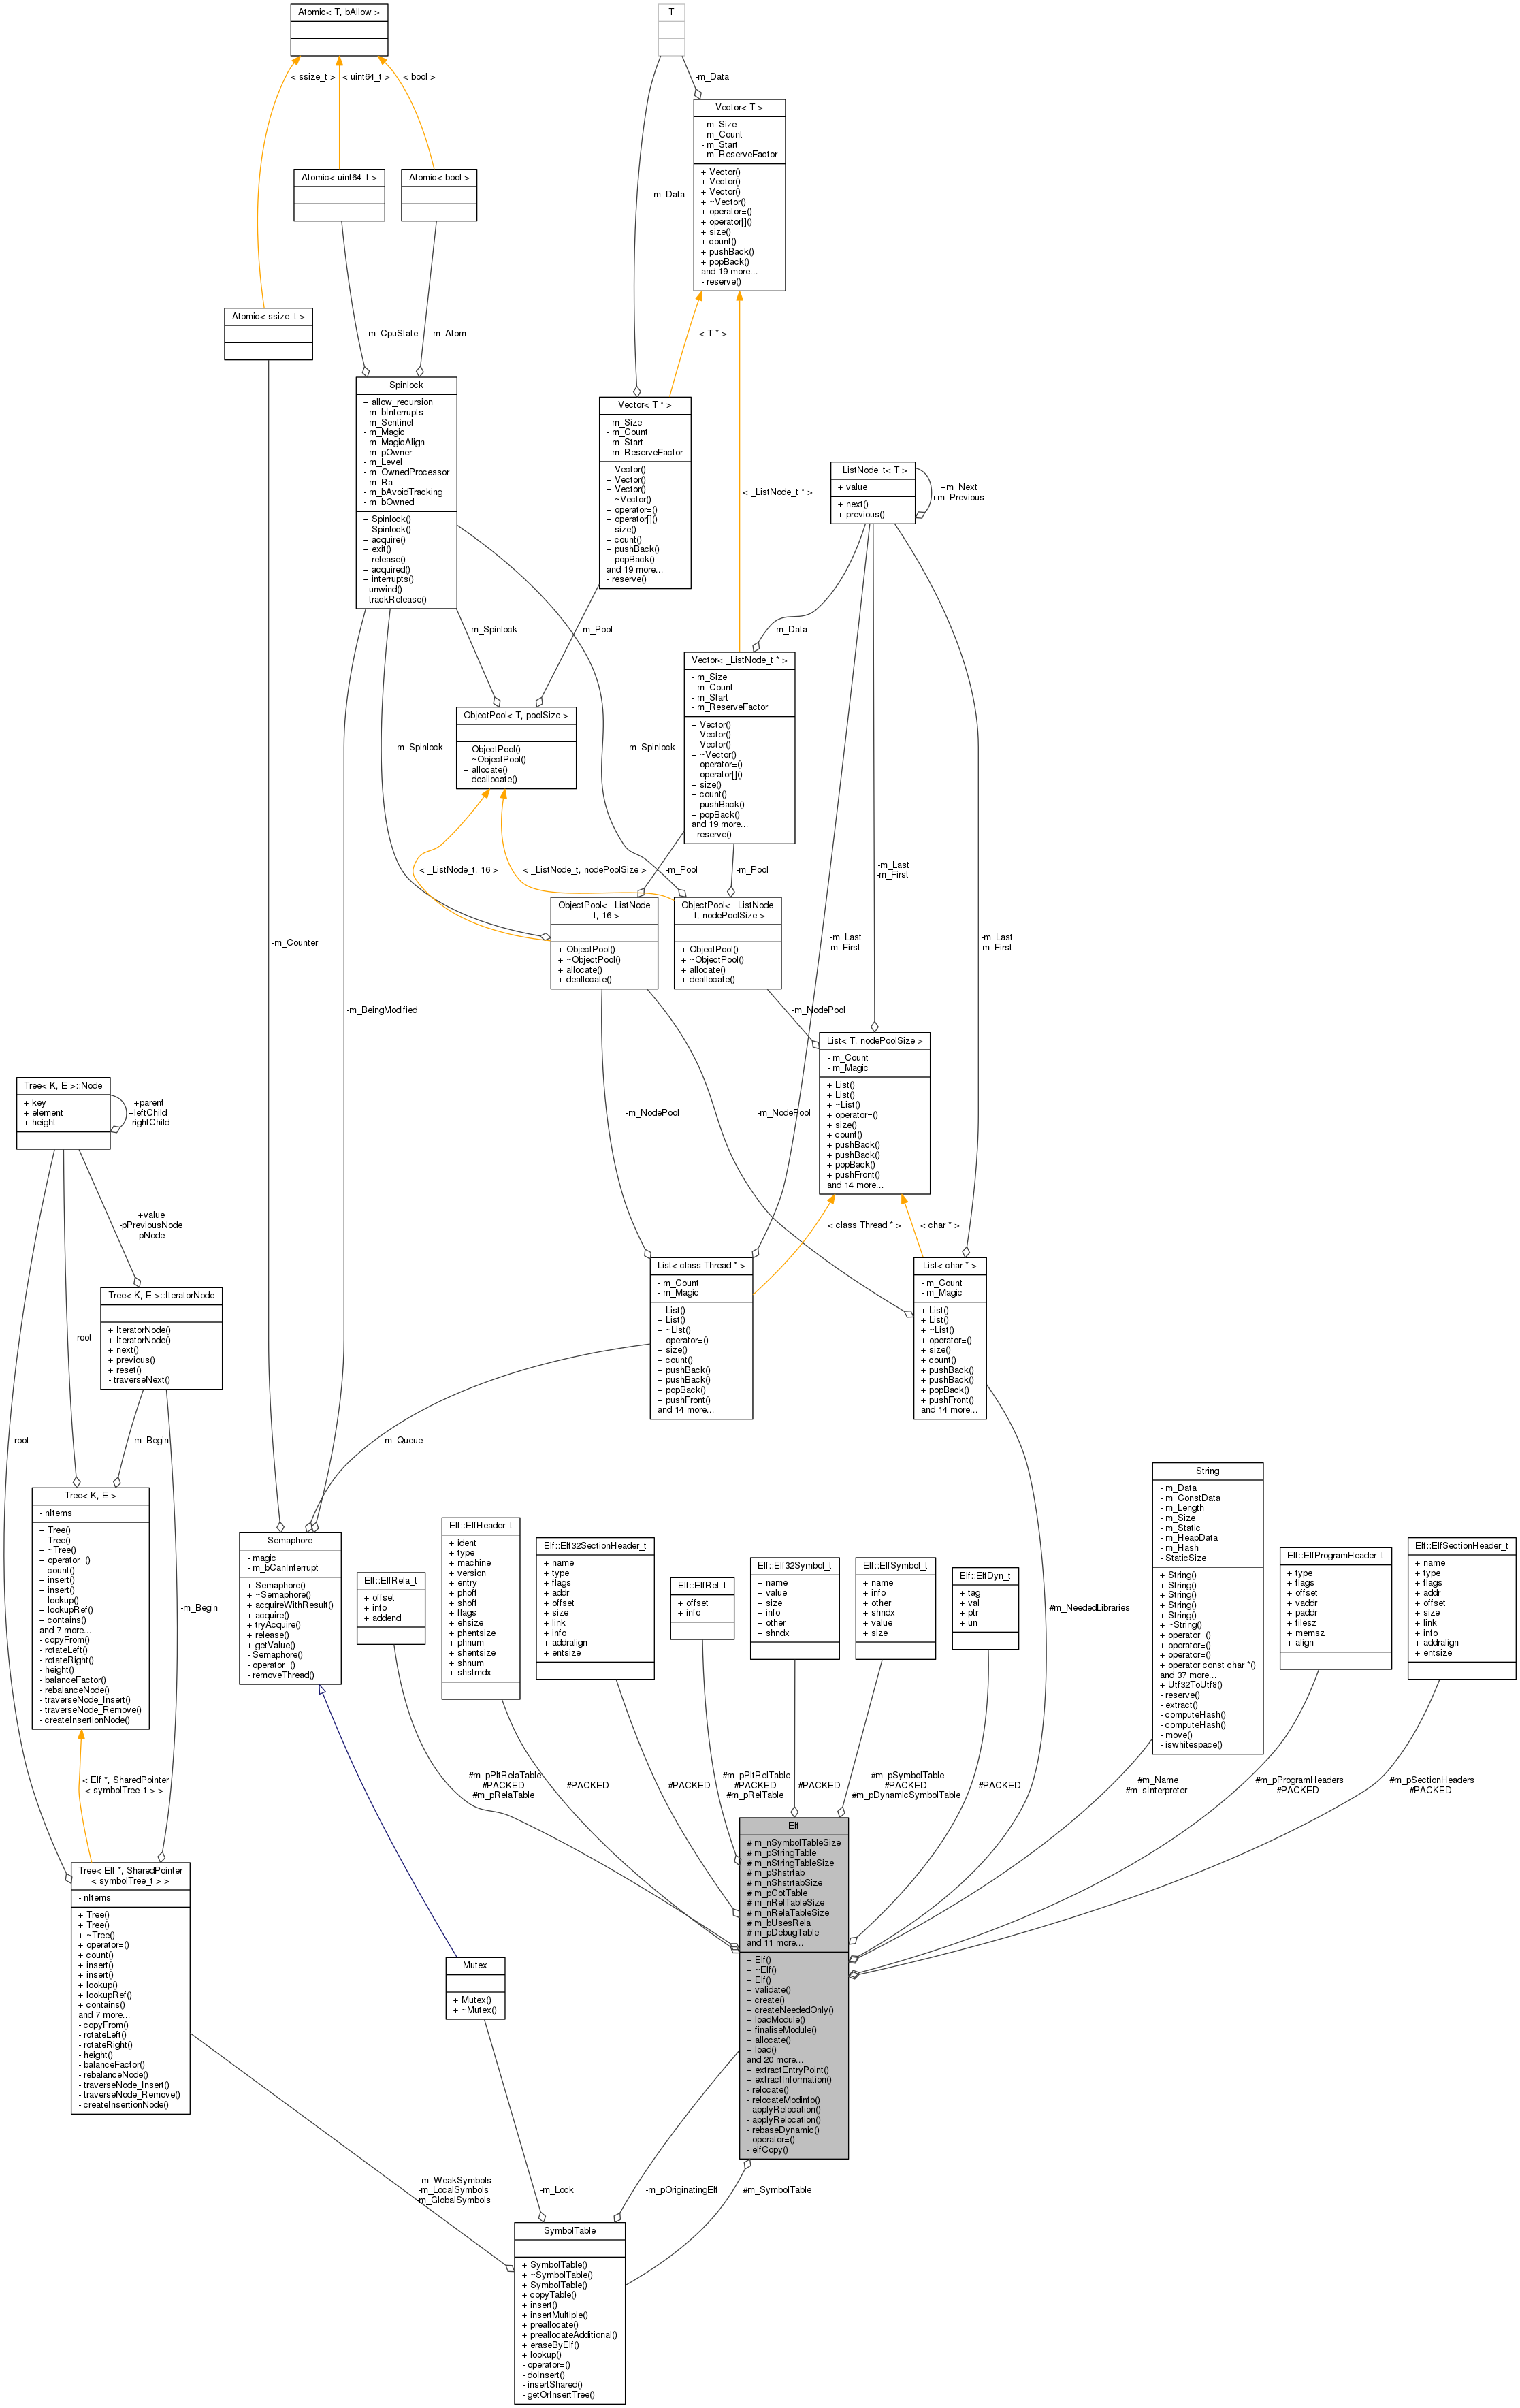 Atomic< T, bAllow >
T
< ssize_t >
< uint64_t >
< bool >
-m_Data
Vector< T >
- m_Size
- m_Count
- m_Start
- m_ReserveFactor
+ Vector()
+ Vector()
+ Vector()
+ ~Vector()
+ operator=()
+ operator[]()
+ size()
+ count()
+ pushBack()
+ popBack()
and 19 more...
- reserve()
Atomic< uint64_t >
Atomic< bool >
-m_Data
Atomic< ssize_t >
-m_CpuState
-m_Atom
< T * >
Spinlock
+ allow_recursion
- m_bInterrupts
- m_Sentinel
- m_Magic
- m_MagicAlign
- m_pOwner
- m_Level
- m_OwnedProcessor
- m_Ra
- m_bAvoidTracking
- m_bOwned
+ Spinlock()
+ Spinlock()
+ acquire()
+ exit()
+ release()
+ acquired()
+ interrupts()
- unwind()
- trackRelease()
Vector< T * >
- m_Size
- m_Count
- m_Start
- m_ReserveFactor
+ Vector()
+ Vector()
+ Vector()
+ ~Vector()
+ operator=()
+ operator[]()
+ size()
+ count()
+ pushBack()
+ popBack()
and 19 more...
- reserve()
< _ListNode_t * >
_ListNode_t< T >
+ value
+ next()
+ previous()
+m_Next
+m_Previous
-m_Spinlock
-m_Pool
-m_Data
Vector< _ListNode_t * >
- m_Size
- m_Count
- m_Start
- m_ReserveFactor
+ Vector()
+ Vector()
+ Vector()
+ ~Vector()
+ operator=()
+ operator[]()
+ size()
+ count()
+ pushBack()
+ popBack()
and 19 more...
- reserve()
ObjectPool< T, poolSize >
+ ObjectPool()
+ ~ObjectPool()
+ allocate()
+ deallocate()
-m_Spinlock
-m_Spinlock
< _ListNode_t, 16 >
< _ListNode_t, nodePoolSize >
-m_Pool
-m_Pool
-m_Last
-m_First
ObjectPool< _ListNode
_t, 16 >
+ ObjectPool()
+ ~ObjectPool()
+ allocate()
+ deallocate()
ObjectPool< _ListNode
_t, nodePoolSize >
+ ObjectPool()
+ ~ObjectPool()
+ allocate()
+ deallocate()
-m_Counter
-m_Last
-m_First
-m_Last
-m_First
-m_BeingModified
-m_NodePool
List< T, nodePoolSize >
- m_Count
- m_Magic
+ List()
+ List()
+ ~List()
+ operator=()
+ size()
+ count()
+ pushBack()
+ pushBack()
+ popBack()
+ pushFront()
and 14 more...
Tree< K, E >::Node
+ key
+ element
+ height
+parent
+leftChild
+rightChild
-m_NodePool
-m_NodePool
+value
-pPreviousNode
-pNode
< class Thread * >
< char * >
Tree< K, E >::IteratorNode
+ IteratorNode()
+ IteratorNode()
+ next()
+ previous()
+ reset()
- traverseNext()
List< class Thread * >
- m_Count
- m_Magic
+ List()
+ List()
+ ~List()
+ operator=()
+ size()
+ count()
+ pushBack()
+ pushBack()
+ popBack()
+ pushFront()
and 14 more...
List< char * >
- m_Count
- m_Magic
+ List()
+ List()
+ ~List()
+ operator=()
+ size()
+ count()
+ pushBack()
+ pushBack()
+ popBack()
+ pushFront()
and 14 more...
-root
-root
-m_Begin
-m_Queue
Tree< K, E >
- nItems
+ Tree()
+ Tree()
+ ~Tree()
+ operator=()
+ count()
+ insert()
+ insert()
+ lookup()
+ lookupRef()
+ contains()
and 7 more...
- copyFrom()
- rotateLeft()
- rotateRight()
- height()
- balanceFactor()
- rebalanceNode()
- traverseNode_Insert()
- traverseNode_Remove()
- createInsertionNode()
-m_Begin
Semaphore
- magic
- m_bCanInterrupt
+ Semaphore()
+ ~Semaphore()
+ acquireWithResult()
+ acquire()
+ tryAcquire()
+ release()
+ getValue()
- Semaphore()
- operator=()
- removeThread()
Elf::ElfRela_t
+ offset
+ info
+ addend
Elf::ElfHeader_t
+ ident
+ type
+ machine
+ version
+ entry
+ phoff
+ shoff
+ flags
+ ehsize
+ phentsize
+ phnum
+ shentsize
+ shnum
+ shstrndx
Elf::Elf32SectionHeader_t
+ name
+ type
+ flags
+ addr
+ offset
+ size
+ link
+ info
+ addralign
+ entsize
Elf::ElfRel_t
+ offset
+ info
Elf::Elf32Symbol_t
+ name
+ value
+ size
+ info
+ other
+ shndx
Elf::ElfSymbol_t
+ name
+ info
+ other
+ shndx
+ value
+ size
Elf::ElfDyn_t
+ tag
+ val
+ ptr
+ un
#m_NeededLibraries
String
- m_Data
- m_ConstData
- m_Length
- m_Size
- m_Static
- m_HeapData
- m_Hash
- StaticSize
+ String()
+ String()
+ String()
+ String()
+ String()
+ ~String()
+ operator=()
+ operator=()
+ operator=()
+ operator const char *()
and 37 more...
+ Utf32ToUtf8()
- reserve()
- extract()
- computeHash()
- computeHash()
- move()
- iswhitespace()
Elf::ElfProgramHeader_t
+ type
+ flags
+ offset
+ vaddr
+ paddr
+ filesz
+ memsz
+ align
Elf::ElfSectionHeader_t
+ name
+ type
+ flags
+ addr
+ offset
+ size
+ link
+ info
+ addralign
+ entsize
< Elf *, SharedPointer
< symbolTree_t > >
#m_pPltRelaTable
#PACKED
#m_pRelaTable
#PACKED
#PACKED
#m_pPltRelTable
#PACKED
#m_pRelTable
#PACKED
#m_pSymbolTable
#PACKED
#m_pDynamicSymbolTable
#PACKED
#m_Name
#m_sInterpreter
#m_pProgramHeaders
#PACKED
#m_pSectionHeaders
#PACKED
Elf
# m_nSymbolTableSize
# m_pStringTable
# m_nStringTableSize
# m_pShstrtab
# m_nShstrtabSize
# m_pGotTable
# m_nRelTableSize
# m_nRelaTableSize
# m_bUsesRela
# m_pDebugTable
and 11 more...
+ Elf()
+ ~Elf()
+ Elf()
+ validate()
+ create()
+ createNeededOnly()
+ loadModule()
+ finaliseModule()
+ allocate()
+ load()
and 20 more...
+ extractEntryPoint()
+ extractInformation()
- relocate()
- relocateModinfo()
- applyRelocation()
- applyRelocation()
- rebaseDynamic()
- operator=()
- elfCopy()
Tree< Elf *, SharedPointer
< symbolTree_t > >
- nItems
+ Tree()
+ Tree()
+ ~Tree()
+ operator=()
+ count()
+ insert()
+ insert()
+ lookup()
+ lookupRef()
+ contains()
and 7 more...
- copyFrom()
- rotateLeft()
- rotateRight()
- height()
- balanceFactor()
- rebalanceNode()
- traverseNode_Insert()
- traverseNode_Remove()
- createInsertionNode()
Mutex
+ Mutex()
+ ~Mutex()
-m_WeakSymbols
-m_LocalSymbols
-m_GlobalSymbols
-m_Lock
-m_pOriginatingElf
#m_SymbolTable
SymbolTable
+ SymbolTable()
+ ~SymbolTable()
+ SymbolTable()
+ copyTable()
+ insert()
+ insertMultiple()
+ preallocate()
+ preallocateAdditional()
+ eraseByElf()
+ lookup()
- operator=()
- doInsert()
- insertShared()
- getOrInsertTree()